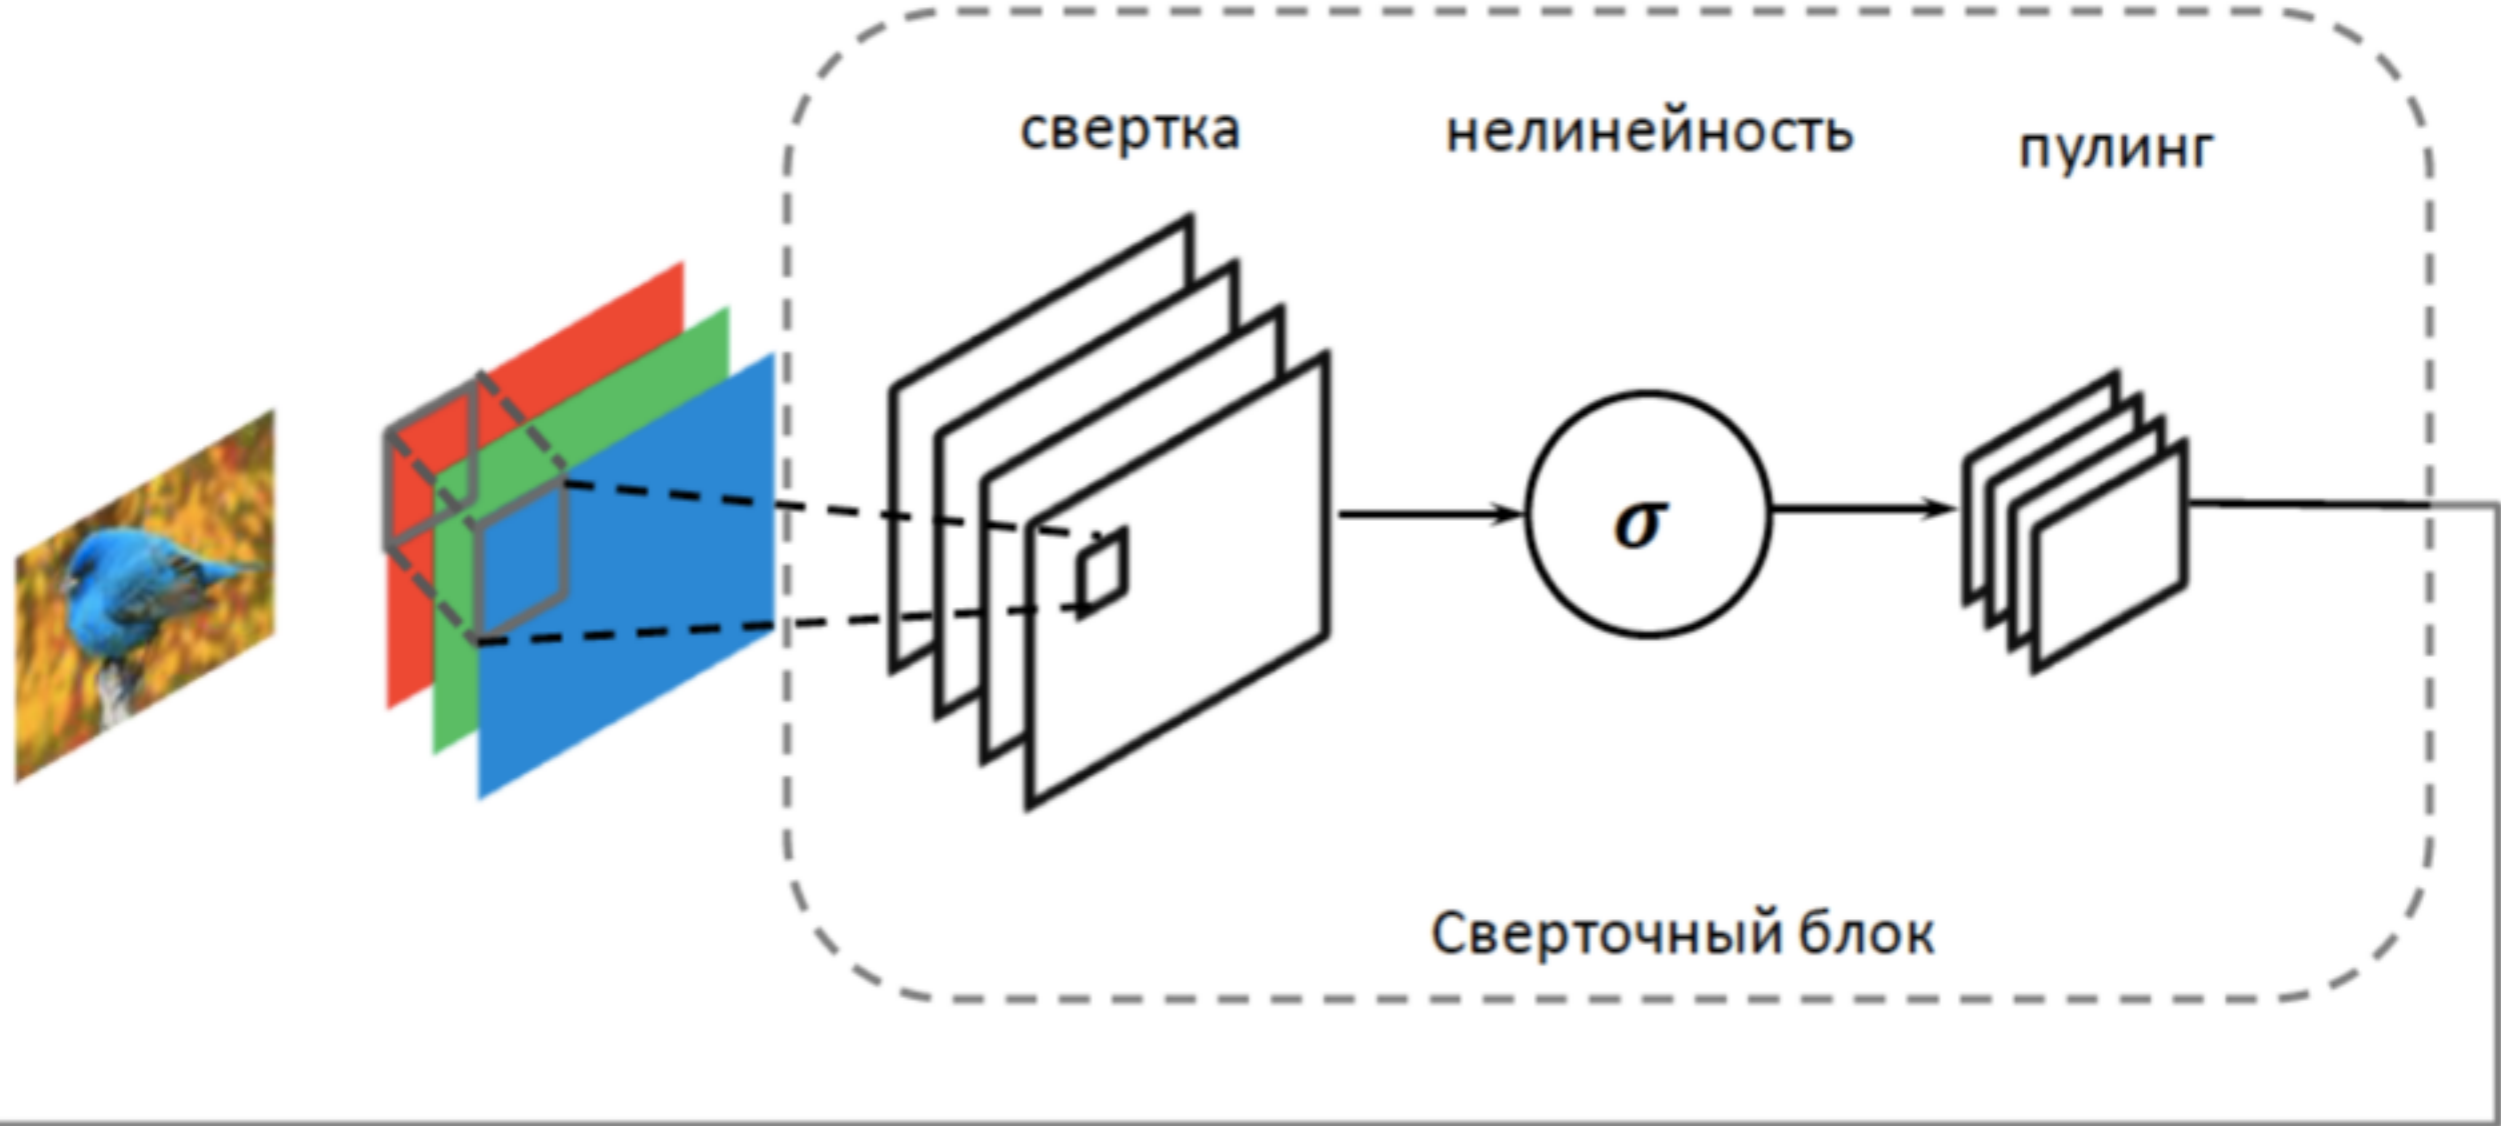 свертка
нелинейность
пулинг
σ
Сверточный блок